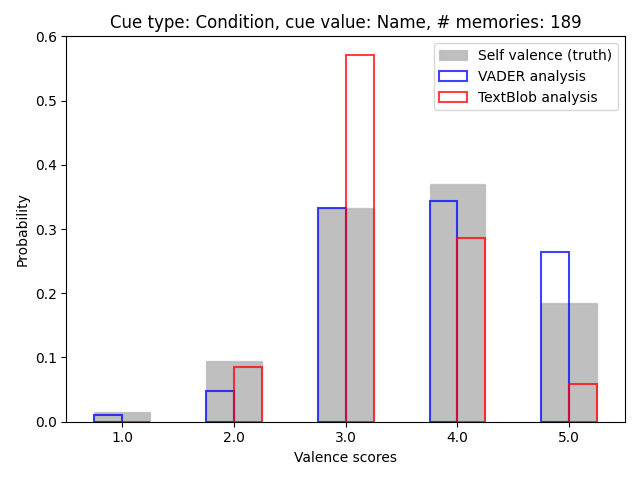 Cue type: Condition, cue value: Name, # memories: 189
Self valence (truth)
VADER analysis
TextBlob analysis
Probability
0.6
0.5
0.4
0.3
0.2
0.1
0.0
1.0 2.0 3.0 4.0 5.0
Valence scores